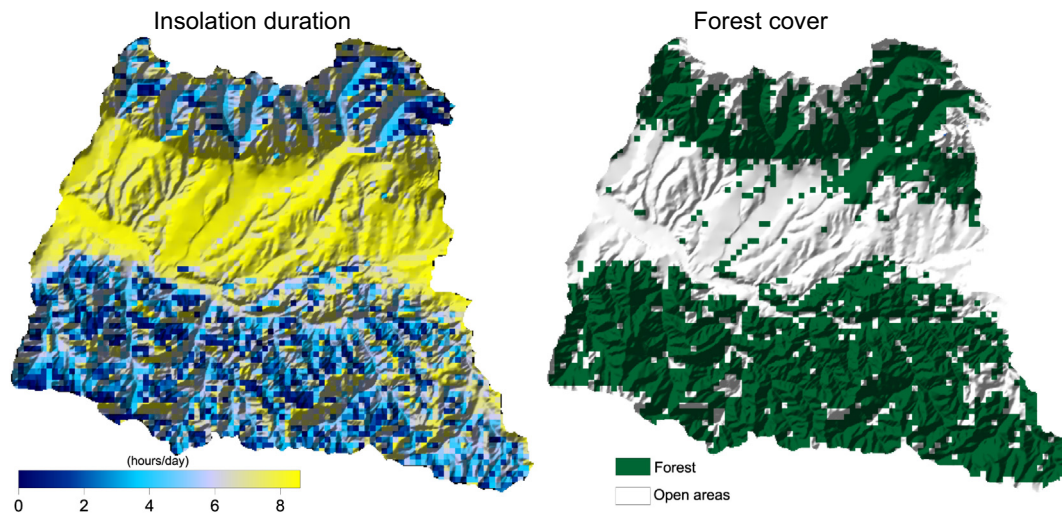 Insolation duration
Forest cover
(hours/day)
0 2 4 6 8
Forest
Open areas